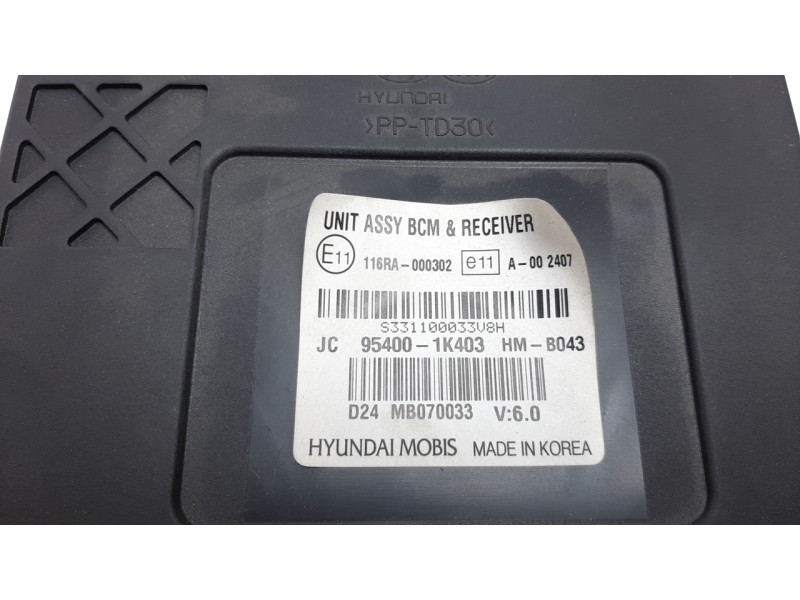 HYUNDAI
>PP-TD30<
UNIT ASSY BCM & RECEIVER
E11 116RA-000302 e11 A-00 2407
S331100033V8H
JC 95400-1K403 HM-B043
D24 MB070033 V:6.0
HYUNDAI MOBIS MADE IN KOREA